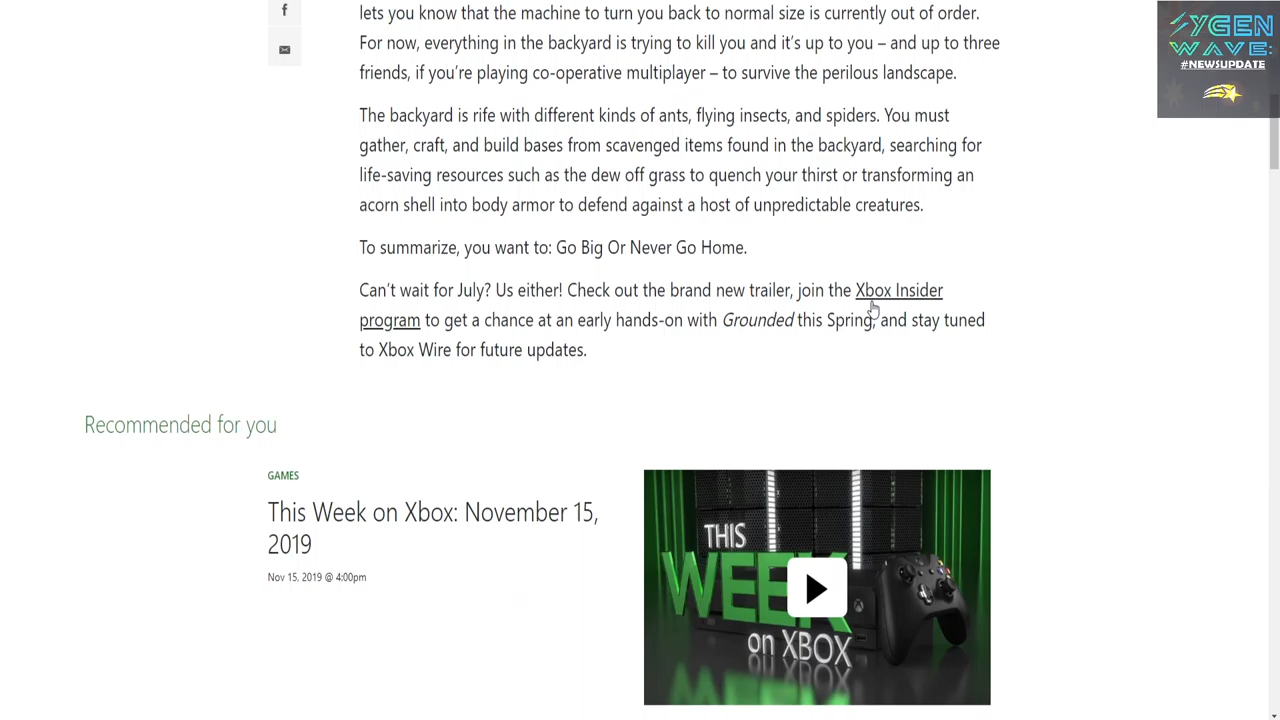 lets you know that the machine to turn you back to normal size is currently out of order.
For now, everything in the backyard is trying to kill you and it's up to you – and up to three
friends, if you're playing co-operative multiplayer – to survive the perilous landscape.
The backyard is rife with different kinds of ants, flying insects, and spiders. You must
gather, craft, and build bases from scavenged items found in the backyard, searching for
life-saving resources such as the dew off grass to quench your thirst or transforming an
acorn shell into body armor to defend against a host of unpredictable creatures.
To summarize, you want to: Go Big Or Never Go Home.
Can't wait for July? Us either! Check out the brand new trailer, join the Xbox Insider
program to get a chance at an early hands-on with Grounded this Spring, and stay tuned
to Xbox Wire for future updates.
Recommended for you
GAMES
This Week on Xbox: November 15,
2019
Nov 15, 2019 @ 4:00pm
THIS
WEEK
on XBOX
SYGEN
WAVE:
#NEWSUPDATE